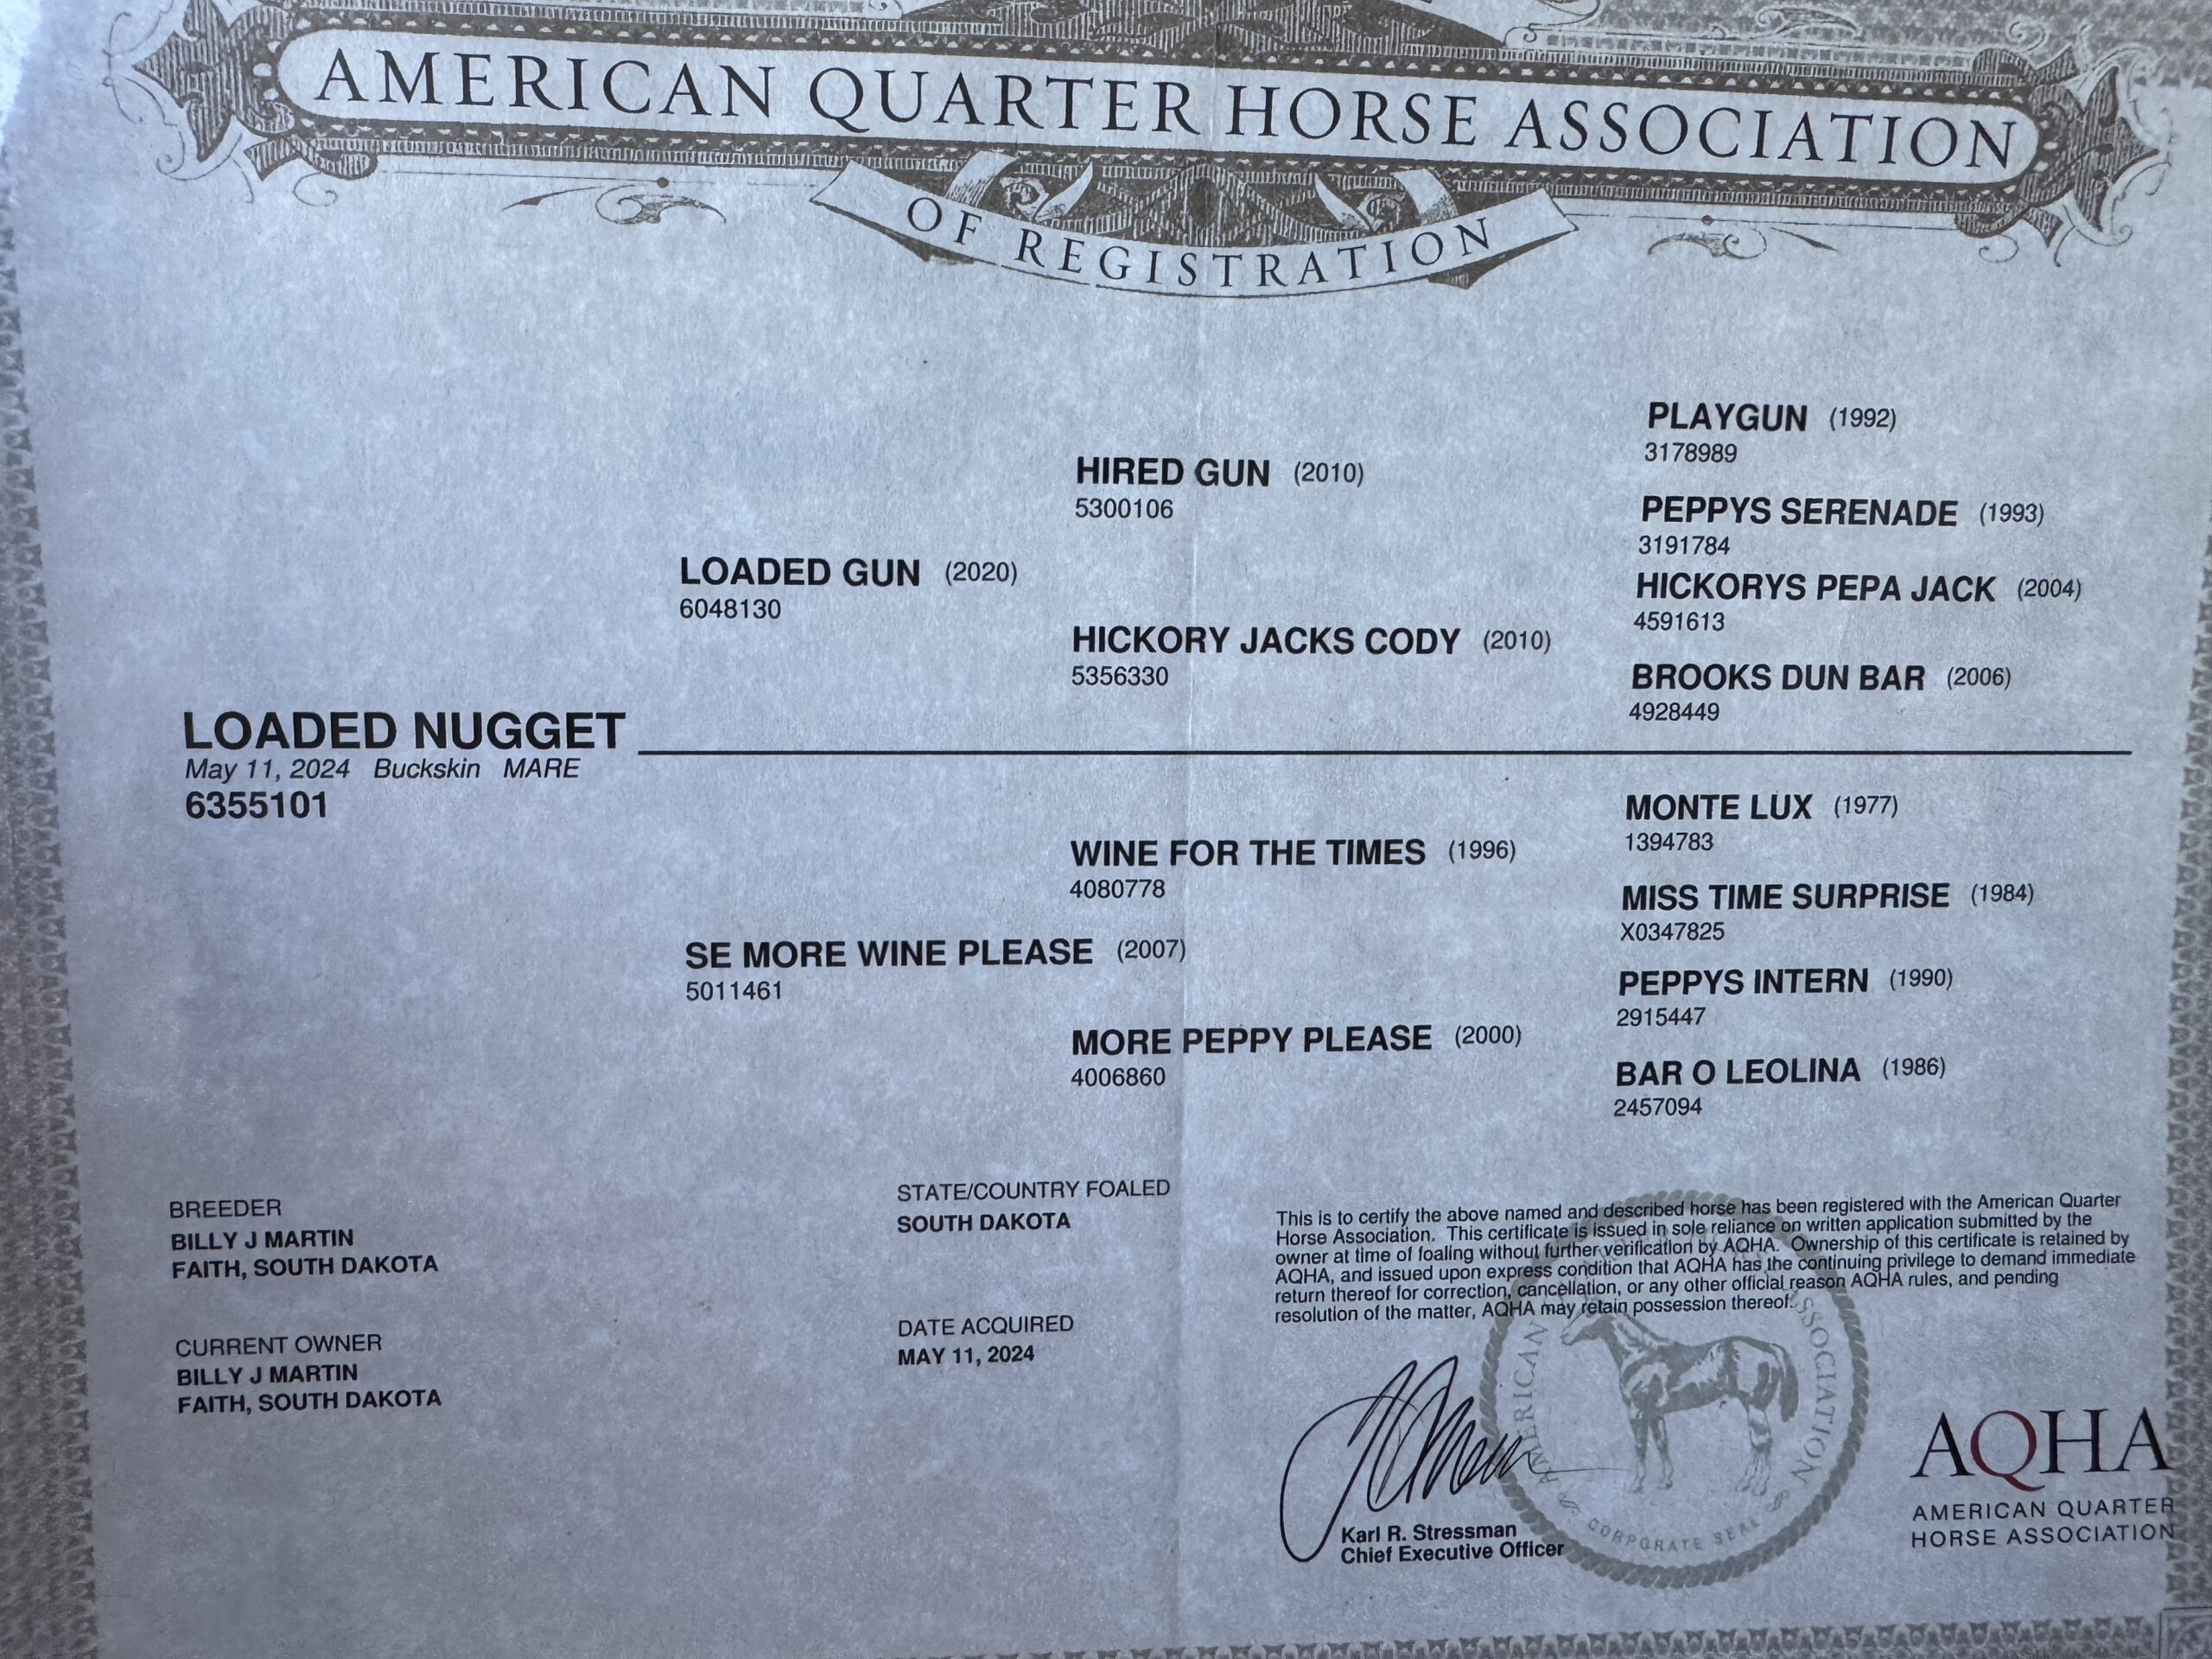 AMERICAN QUARTER HORSE ASSOCIATION
OF REGISTRATION
PLAYGUN (1992)
3178989
HIRED GUN (2010)
5300106
PEPPYS SERENADE (1993)
3191784
LOADED GUN (2020)
6048130
HICKORYS PEPA JACK (2004)
4591613
HICKORY JACKS CODY (2010)
5356330
BROOKS DUN BAR (2006)
4928449
LOADED NUGGET
May 11, 2024 Buckskin MARE
6355101
MONTE LUX (1977)
1394783
WINE FOR THE TIMES (1996)
4080778
MISS TIME SURPRISE (1984)
X0347825
SE MORE WINE PLEASE (2007)
5011461
PEPPYS INTERN (1990)
2915447
MORE PEPPY PLEASE (2000)
4006860
BAR O LEOLINA (1986)
2457094
BREEDER
BILLY J MARTIN
FAITH, SOUTH DAKOTA
STATE/COUNTRY FOALED
SOUTH DAKOTA
CURRENT OWNER
BILLY J MARTIN
FAITH, SOUTH DAKOTA
DATE ACQUIRED
MAY 11, 2024
This is to certify the above named and described horse has been registered with the American Quarter
Horse Association. This certificate is issued in sole reliance on written application submitted by the
owner at time of foaling without further verification by AQHA. Ownership of this certificate is retained by
AQHA, and issued upon express condition that AQHA has the continuing privilege to demand immediate
return thereof for correction, cancellation, or any other official reason AQHA rules, and pending
resolution of the matter, AQHA may retain possession thereof.
AMERICAN
ASSOCIATION
CORPORATE SEAL
Karl R. Stressman
Chief Executive Officer
AQHA
AMERICAN QUARTER
HORSE ASSOCIATION